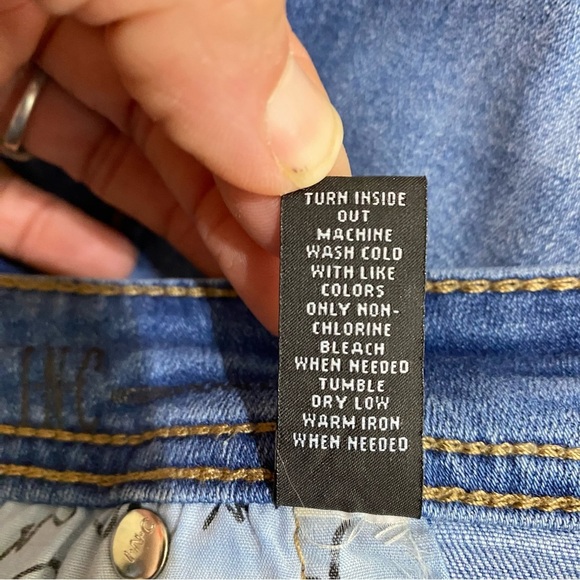 TURN INSIDE
OUT
MACHINE
WASH COLD
WITH LIKE
COLORS
ONLY NON-
CHLORINE
BLEACH
WHEN NEEDED
TUMBLE
DRY LOW
WARM IRON
WHEN NEEDED
INC